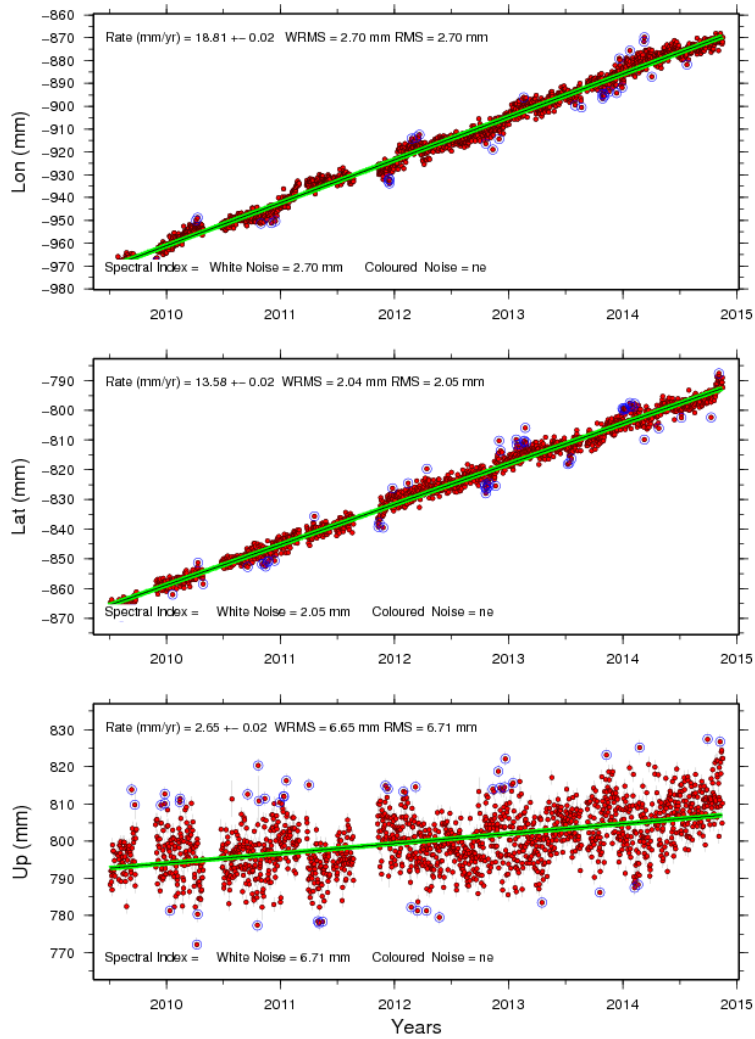 −860
−870
−880
−890
−900
−910
−920
−930
−940
−950
−960
−970
−980
Lon (mm)
Rate (mm/yr) = 18.81 +− 0.02 WRMS = 2.70 mm RMS = 2.70 mm
Spectral Index = White Noise = 2.70 mm Coloured Noise = ne
2010 2011 2012 2013 2014 2015
−790
−800
−810
−820
−830
−840
−850
−860
−870
Lat (mm)
Rate (mm/yr) = 13.58 +− 0.02 WRMS = 2.04 mm RMS = 2.05 mm
Spectral Index = White Noise = 2.05 mm Coloured Noise = ne
2010 2011 2012 2013 2014 2015
830
820
810
800
790
780
770
Up (mm)
Rate (mm/yr) = 2.65 +− 0.02 WRMS = 6.65 mm RMS = 6.71 mm
Spectral Index = White Noise = 6.71 mm Coloured Noise = ne
2010 2011 2012 2013 2014 2015
Years